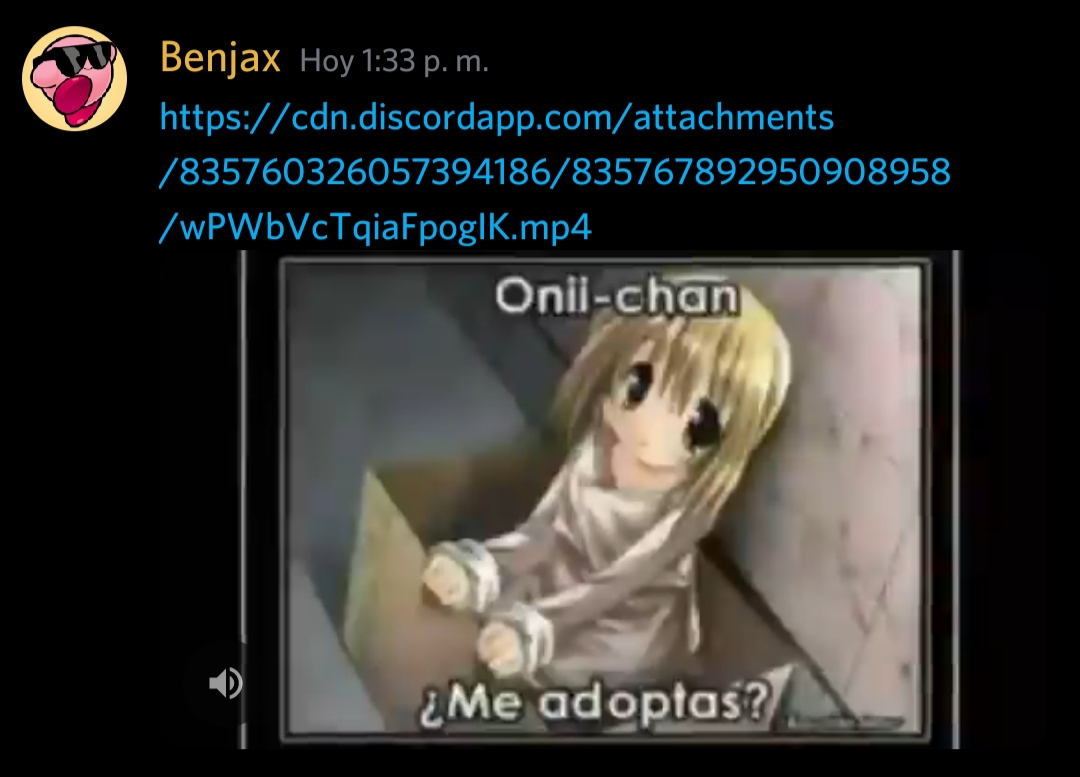 Benjax Hoy 1:33 p. m.
https://cdn.discordapp.com/attachments
/835760326057394186/835767892950908958
/wPWbVcTqiaFpogIK.mp4
Onii-chan
¿Me adoptas?